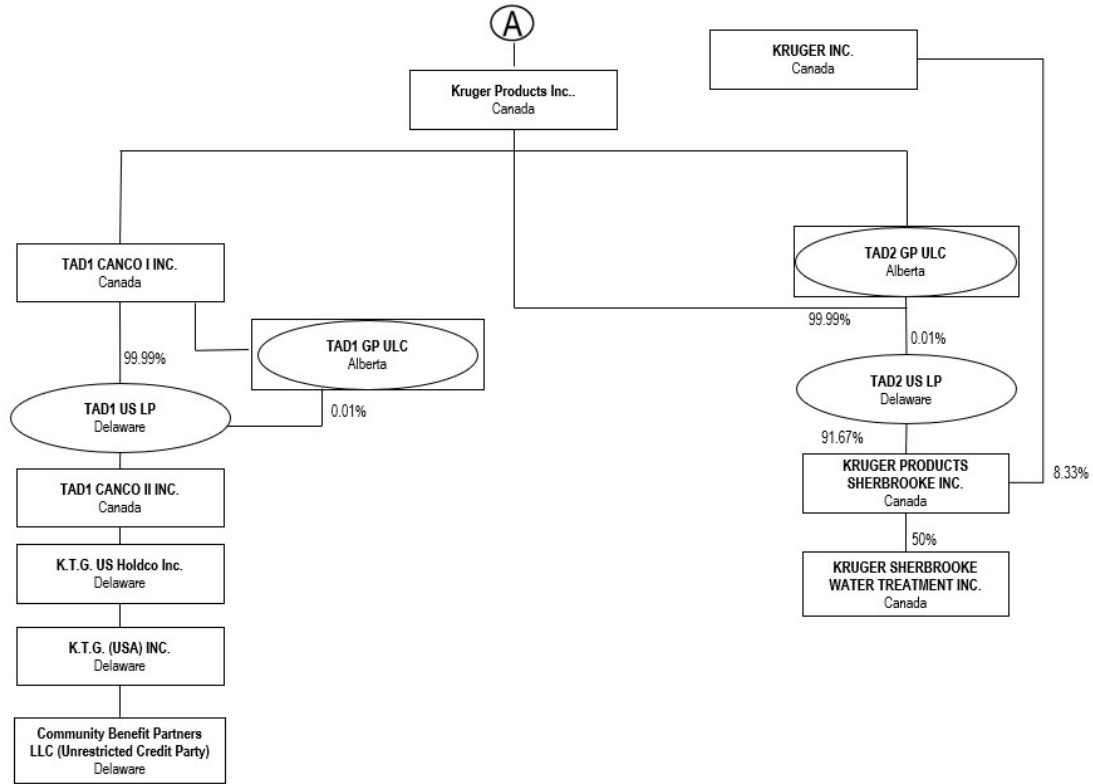 A
Kruger Products Inc..
Canada
KRUGER INC.
Canada
TAD1 CANCO I INC.
Canada
TAD2 GP ULC
Alberta
99.99%
TAD1 GP ULC
Alberta
99.99%
0.01%
TAD1 US LP
Delaware
0.01%
TAD2 US LP
Delaware
91.67%
TAD1 CANCO II INC.
Canada
KRUGER PRODUCTS
SHERBROOKE INC.
Canada
8.33%
K.T.G. US Holdco Inc.
Delaware
50%
KRUGER SHERBROOKE
WATER TREATMENT INC.
Canada
K.T.G. (USA) INC.
Delaware
Community Benefit Partners
LLC (Unrestricted Credit Party)
Delaware